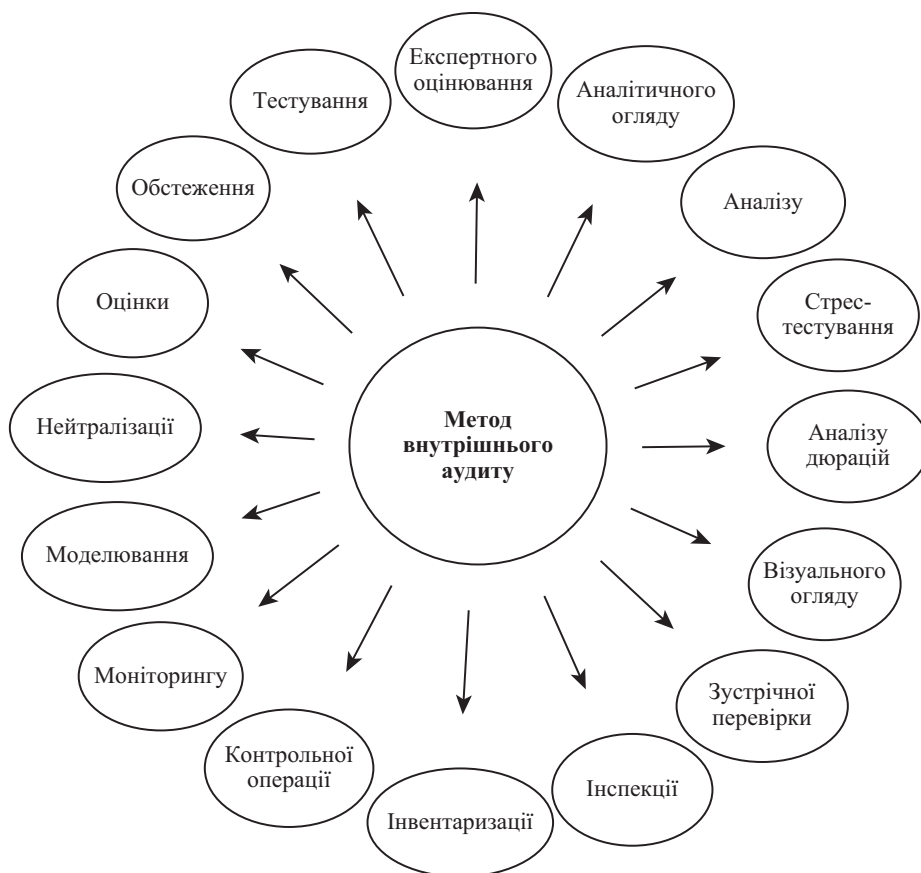 Експертного
оцінювання
Аналітичного
огляду
Аналізу
Стрес-
тестування
Аналізу
дюрацій
Візуального
огляду
Зустрічної
перевірки
Інспекції
Інвентаризації
Контрольної
операції
Моніторингу
Моделювання
Нейтралізації
Оцінки
Обстеження
Тестування
Метод
внутрішнього
аудиту